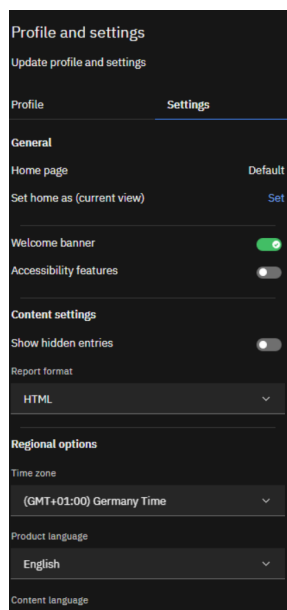 Profile and settings
Update profile and settings
Profile Settings
General
Home page Default
Set home as (current view) Set
Welcome banner
Accessibility features
Content settings
Show hidden entries
Report format
HTML
Regional options
Time zone
(GMT+01:00) Germany Time
Product language
English
Content language